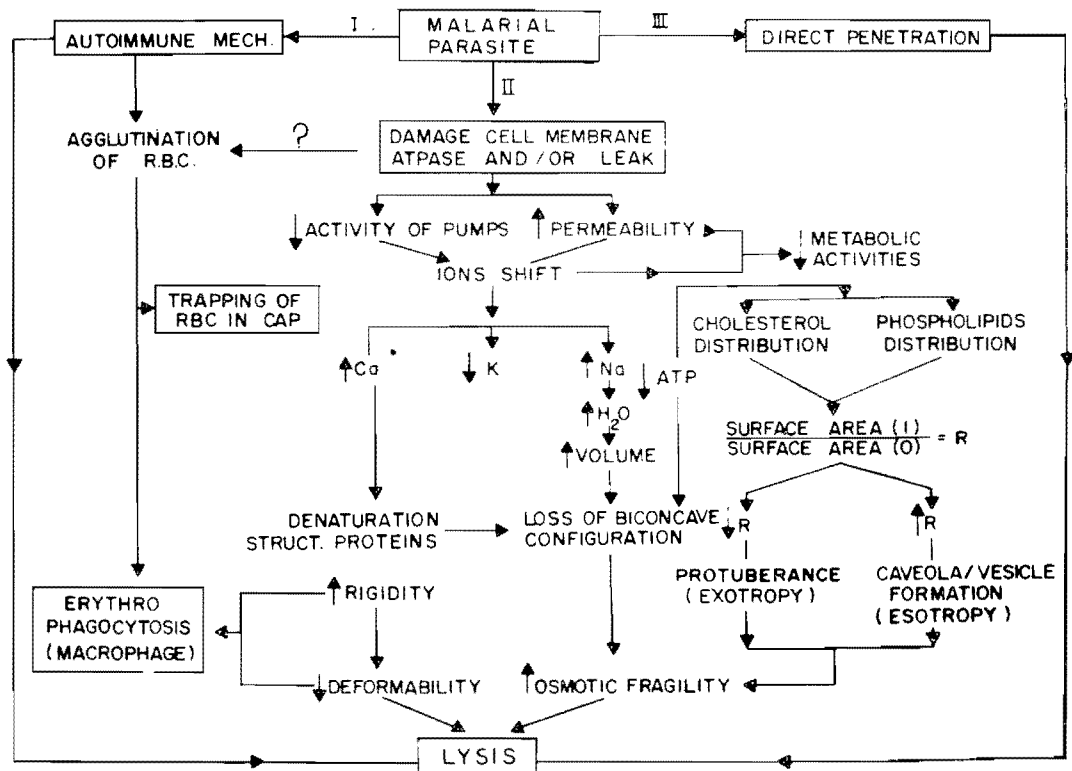 I
MALARIAL
PARASITE
III
AUTOIMMUNE MECH.
DIRECT PENETRATION
II
AGGLUTINATION
OF R.B.C.
?
DAMAGE CELL MEMBRANE
ATPASE AND/OR LEAK
↓ACTIVITY OF PUMPS
↑PERMEABILITY
↓METABOLIC
ACTIVITIES
IONS SHIFT
TRAPPING OF
RBC IN CAP
CHOLESTEROL
DISTRIBUTION
PHOSPHOLIPIDS
DISTRIBUTION
↑Ca
↓ K
↑Na
↓ATP
↑H₂O
↑VOLUME
SURFACE AREA (I)
SURFACE AREA (O)
= R
DENATURATION
STRUCT. PROTEINS
LOSS OF BICONCAVE
CONFIGURATION
↓R
↑R
PROTUBERANCE
(EXOTROPY)
CAVEOLA/VESICLE
FORMATION
(ESOTROPY)
↑RIGIDITY
ERYTHRO
PHAGOCYTOSIS
(MACROPHAGE)
↓DEFORMABILITY
↑OSMOTIC FRAGILITY
LYSIS